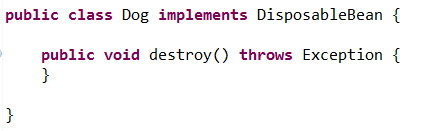 public class Dog implements DisposableBean {
public void destroy() throws Exception {
}
}